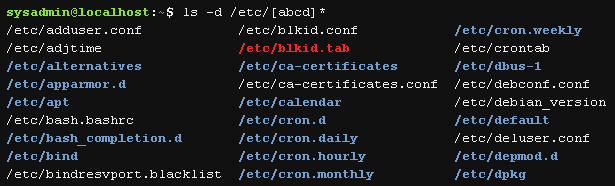 sysadmin@localhost:~$ ls -d /etc/[abcd]*
/etc/adduser.conf /etc/blkid.conf /etc/cron.weekly
/etc/adjtime /etc/blkid.tab /etc/crontab
/etc/alternatives /etc/ca-certificates /etc/dbus-1
/etc/apparmor.d /etc/ca-certificates.conf /etc/debconf.conf
/etc/apt /etc/calendar /etc/debian_version
/etc/bash.bashrc /etc/cron.d /etc/default
/etc/bash_completion.d /etc/cron.daily /etc/deluser.conf
/etc/bind /etc/cron.hourly /etc/depmod.d
/etc/bindresvport.blacklist /etc/cron.monthly /etc/dpkg